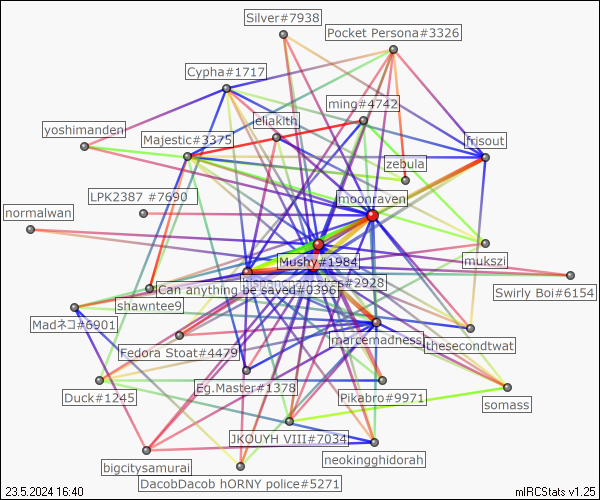 Silver#7938
Pocket Persona#3326
Cypha#1717
ming#4742
eliakith
yoshimanden
Majestic#3375
frisout
zebula
LPK2387 #7690
moonraven
normalwan
mukszi
Mushy#1984
#2928
Can anything be saved#0396
Swirly Boi#6154
shawntee9
Madネコ#6901
marcemadness
thesecondtwat
Fedora Stoat#4479
Eg.Master#1378
Duck#1245
Pikabro#9971
somass
JKOUYH VIII#7034
neokingghidorah
bigcitysamurai
DacobDacob hORNY police#5271
23.5.2024 16:40
mIRCStats v1.25